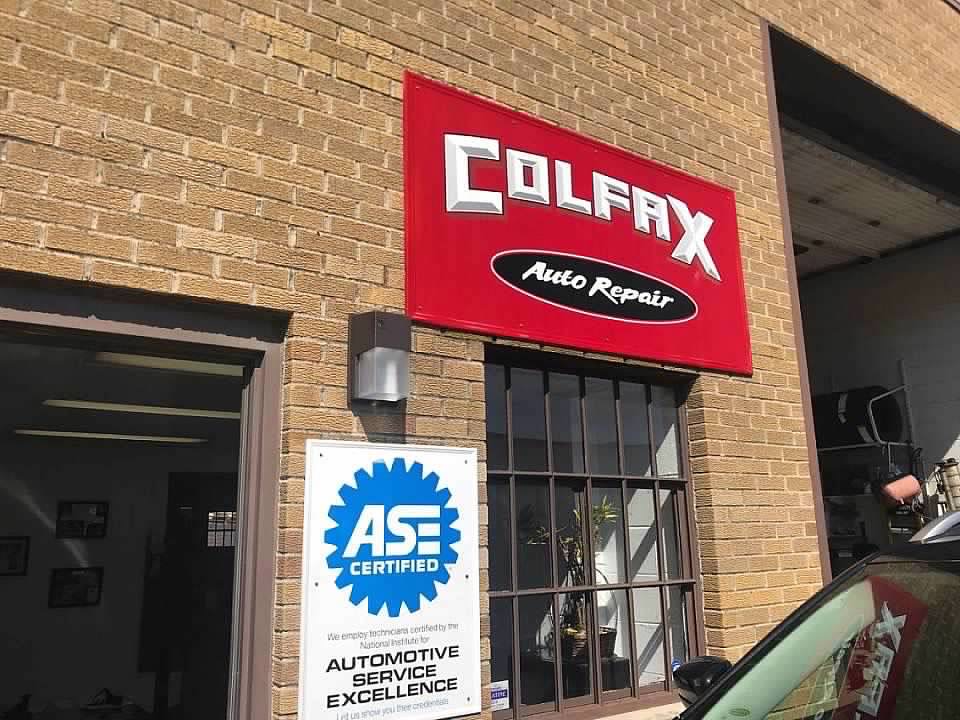 COLFAX
Auto Repair
ASE
CERTIFIED
We employ technicians certified by the
National Institute for
AUTOMOTIVE
SERVICE
EXCELLENCE
Let us show you their credentials